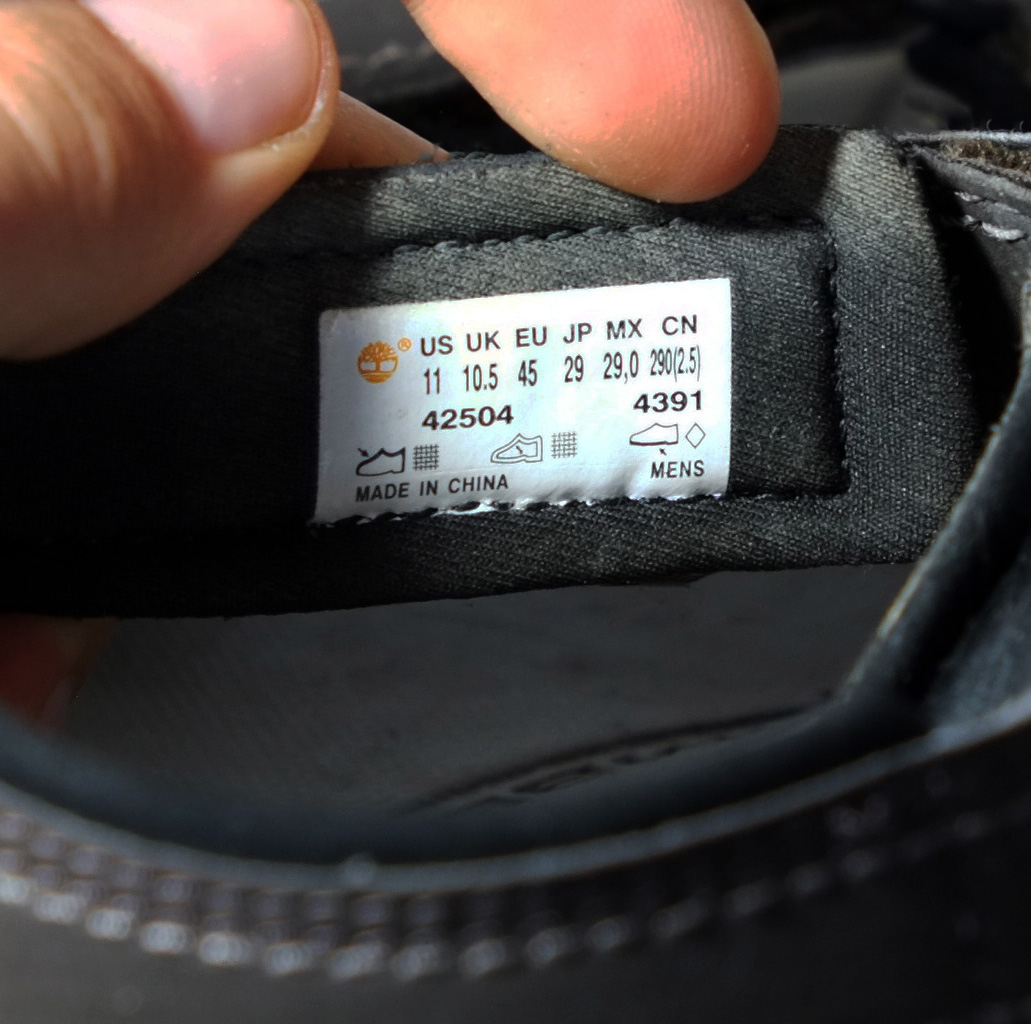 ® US UK EU JP MX CN
11 10.5 45 29 29,0 290(2.5)
42504 4391
MENS
MADE IN CHINA